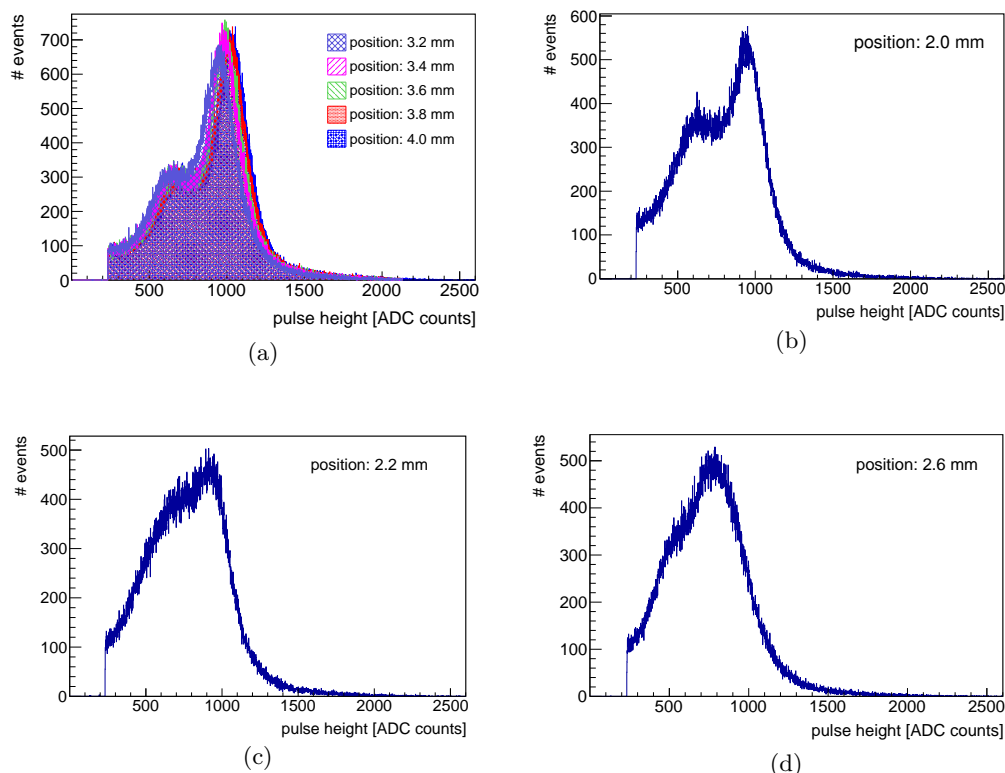 # events
700
600
500
400
300
200
100
0
position: 3.2 mm
position: 3.4 mm
position: 3.6 mm
position: 3.8 mm
position: 4.0 mm
500 1000 1500 2000 2500
pulse height [ADC counts]
(a)
# events
600
500
400
300
200
100
0
position: 2.0 mm
500 1000 1500 2000 2500
pulse height [ADC counts]
(b)
# events
500
400
300
200
100
0
position: 2.2 mm
500 1000 1500 2000 2500
pulse height [ADC counts]
(c)
# events
500
400
300
200
100
0
position: 2.6 mm
500 1000 1500 2000 2500
pulse height [ADC counts]
(d)